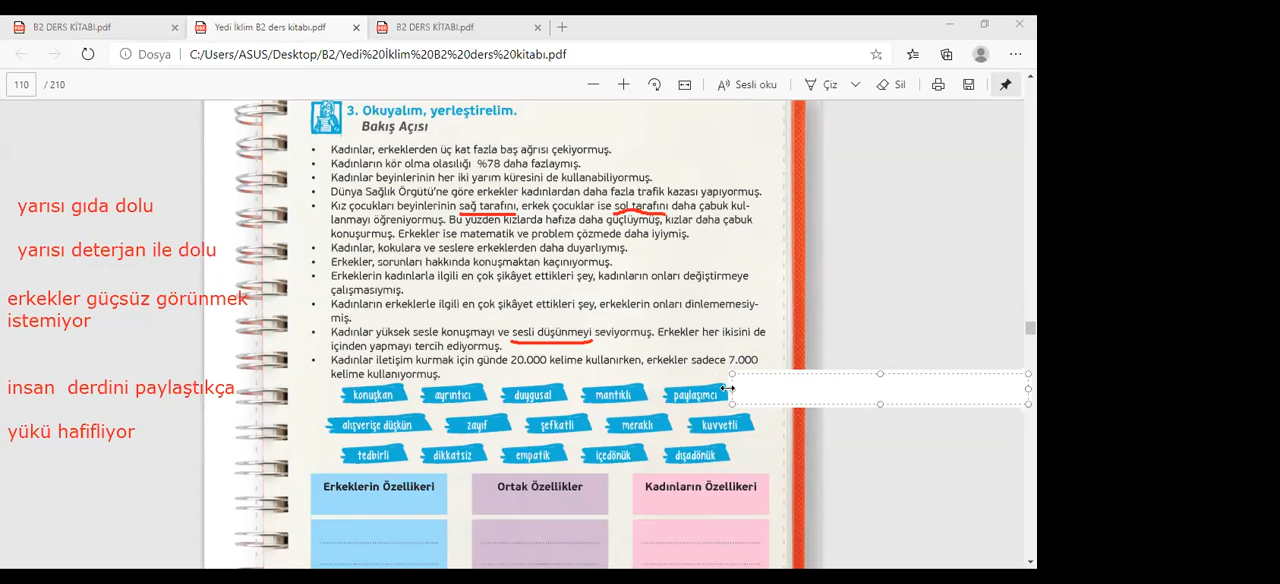 B2 DERS KİTABI.pdf
Yedi İklim B2 ders kitabı.pdf
B2 DERS KİTABI.pdf
Dosya
C:/Users/ASUS/Desktop/B2/Yedi%20İklim%20B2%20ders%20kitabı.pdf
110 / 210
Sesli oku
Çiz
Sil
3. Okuyalım, yerleştirelim.
Bakış Açısı
• Kadınlar, erkeklerden üç kat fazla baş ağrısı çekiyormuş.
• Kadınların kör olma olasılığı %78 daha fazlaymış.
• Kadınlar beyinlerinin her iki yarım küresini de kullanabiliyormuş.
• Dünya Sağlık Örgütü'ne göre erkekler kadınlardan daha fazla trafik kazası yapıyormuş.
• Kız çocukları beyinlerinin sağ tarafını, erkek çocuklar ise sol tarafını daha çabuk kul-
lanmayı öğreniyormuş. Bu yüzden kızlarda hafıza daha güçlüymüş, kızlar daha çabuk
konuşurmuş. Erkekler ise matematik ve problem çözmede daha iyiymiş.
• Kadınlar, kokulara ve seslere erkeklerden daha duyarlıymış.
• Erkekler, sorunları hakkında konuşmaktan kaçınıyormuş.
• Erkeklerin kadınlarla ilgili en çok şikâyet ettikleri şey, kadınların onları değiştirmeye
çalışmasıymış.
• Kadınların erkeklerle ilgili en çok şikâyet ettikleri şey, erkeklerin onları dinlememesiy-
miş.
• Kadınlar yüksek sesle konuşmayı ve sesli düşünmeyi seviyormuş. Erkekler her ikisini de
içinden yapmayı tercih ediyormuş.
• Kadınlar iletişim kurmak için günde 20.000 kelime kullanırken, erkekler sadece 7.000
kelime kullanıyormuş.
yarısı gıda dolu
yarısı deterjan ile dolu
erkekler güçsüz görünmek
istemiyor
insan derdini paylaştıkça
yükü hafifliyor
konuşkan ayrıntıcı duygusal mantıklı paylaşımcı
alışverişe düşkün zayıf şefkatli meraklı kuvvetli
tedbirli dikkatsiz empatik içedönük dışadönük
Erkeklerin Özellikeri Ortak Özellikler Kadınların Özellikeri